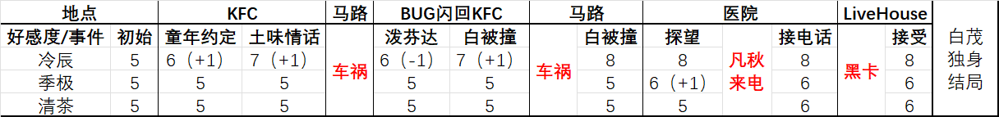 地点 KFC 马路 BUG闪回KFC 马路 医院 LiveHouse
好感度/事件 初始 童年约定 土味情话 车祸 泼芬达 白被撞 车祸 白被撞 探望 凡秋来电 接电话 黑卡 接受 白茂独身结局
冷辰 5 6（+1） 7（+1） 6（-1） 7（+1） 8 8 8 8
季极 5 5 5 5 5 5 6（+1） 6 6
清茶 5 5 5 5 5 5 5 6 6